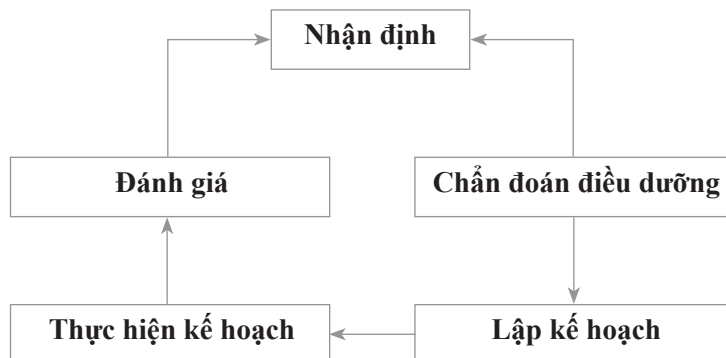 Nhận định
Đánh giá
Chẩn đoán điều dưỡng
Thực hiện kế hoạch
Lập kế hoạch